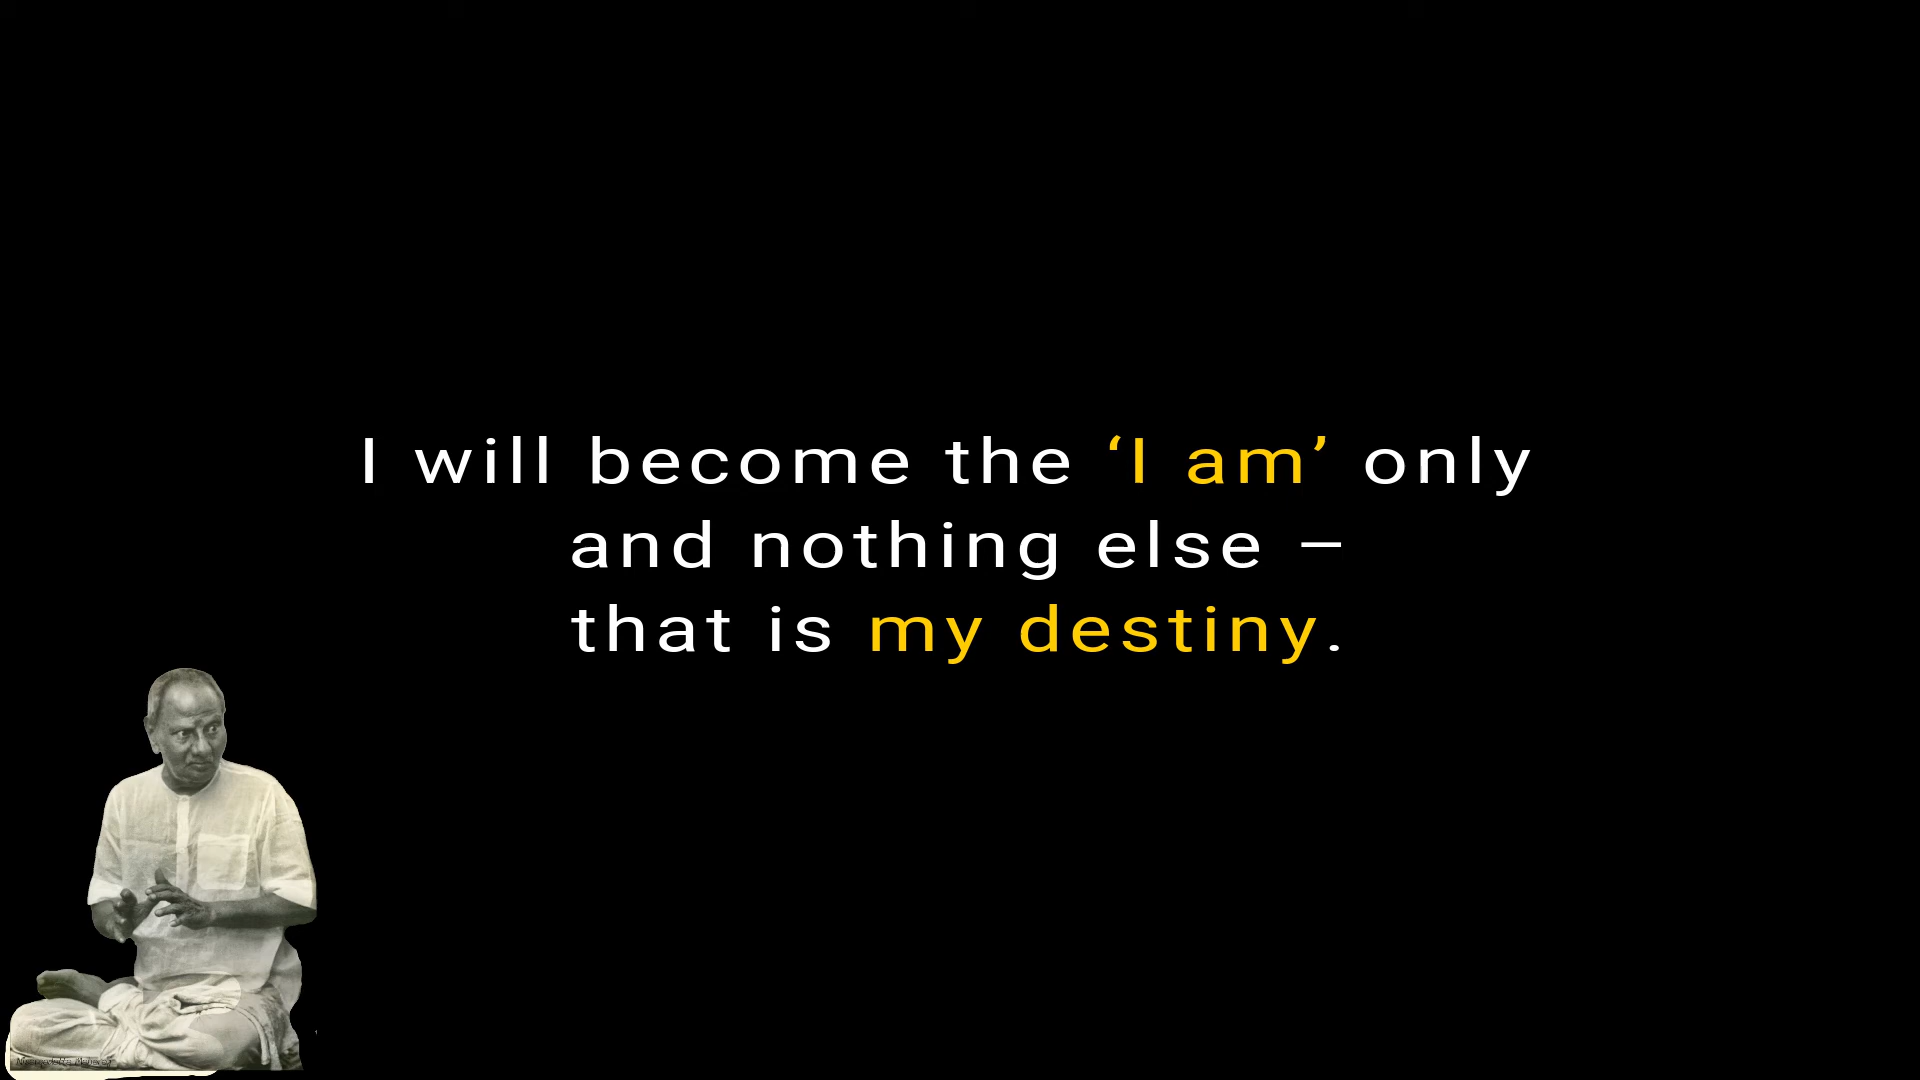 I will become the ‘I am’ only
and nothing else –
that is my destiny.